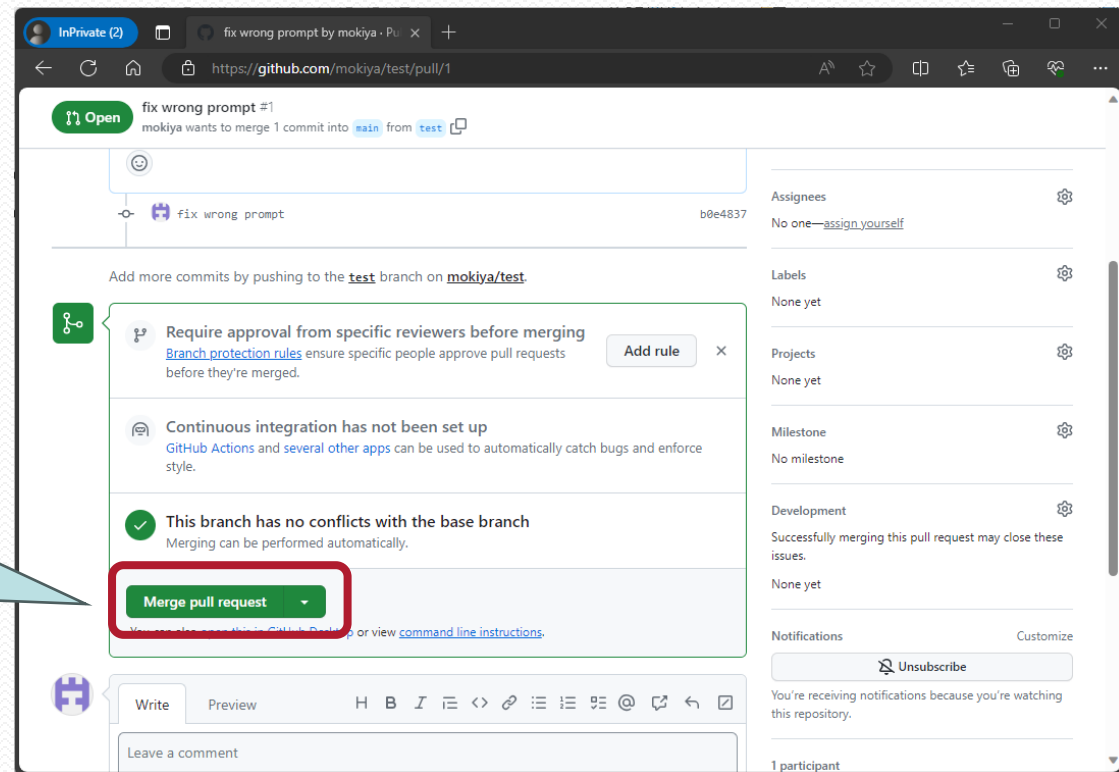 InPrivate (2)
fix wrong prompt by mokiya · Pu
https://github.com/mokiya/test/pull/1
Open
fix wrong prompt #1
mokiya wants to merge 1 commit into main from test
fix wrong prompt b0e4837
Add more commits by pushing to the test branch on mokiya/test.
Require approval from specific reviewers before merging
Branch protection rules ensure specific people approve pull requests
before they're merged.
Add rule
Continuous integration has not been set up
GitHub Actions and several other apps can be used to automatically catch bugs and enforce
style.
This branch has no conflicts with the base branch
Merging can be performed automatically.
Merge pull request
You can also open this in GitHub Desktop or view command line instructions.
Write Preview
Leave a comment
Assignees
No one—assign yourself
Labels
None yet
Projects
None yet
Milestone
No milestone
Development
Successfully merging this pull request may close these
issues.
None yet
Notifications Customize
Unsubscribe
You're receiving notifications because you're watching
this repository.
1 participant